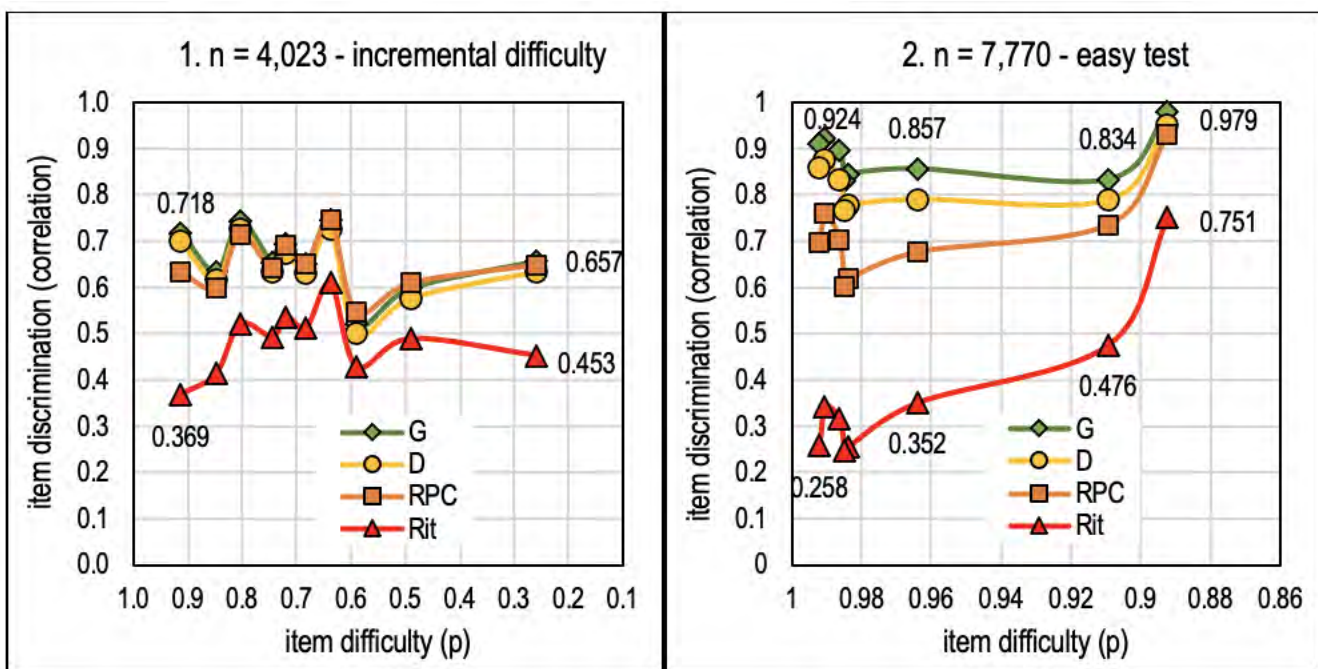 1. n = 4,023 - incremental difficulty
item discrimination (correlation)
1.0
0.9
0.8
0.7
0.6
0.5
0.4
0.3
0.2
0.1
0.0
0.718
0.369
0.657
0.453
G
D
RPC
Rit
1.0 0.9 0.8 0.7 0.6 0.5 0.4 0.3 0.2 0.1
item difficulty (p)
2. n = 7,770 - easy test
item discrimination (correlation)
1
0.9
0.8
0.7
0.6
0.5
0.4
0.3
0.2
0.1
0
0.924 0.857 0.834 0.979
0.751
0.476
0.352
0.258
G
D
RPC
Rit
1 0.98 0.96 0.94 0.92 0.9 0.88 0.86
item difficulty (p)